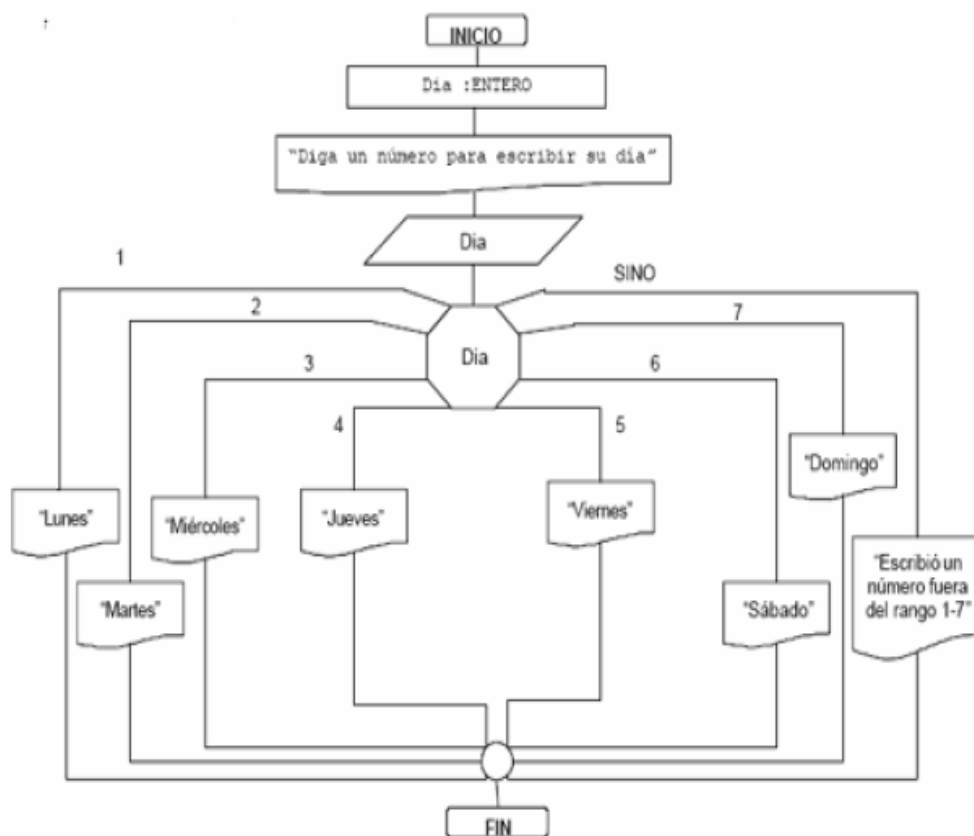 INICIO
Dia :ENTERO
"Diga un número para escribir su día"
Dia
1
SINO
2
7
Dia
3
6
4
5
"Domingo"
"Lunes"
"Miércoles"
"Jueves"
"Viernes"
"Escribió un
número fuera
del rango 1-7"
"Martes"
"Sábado"
FIN